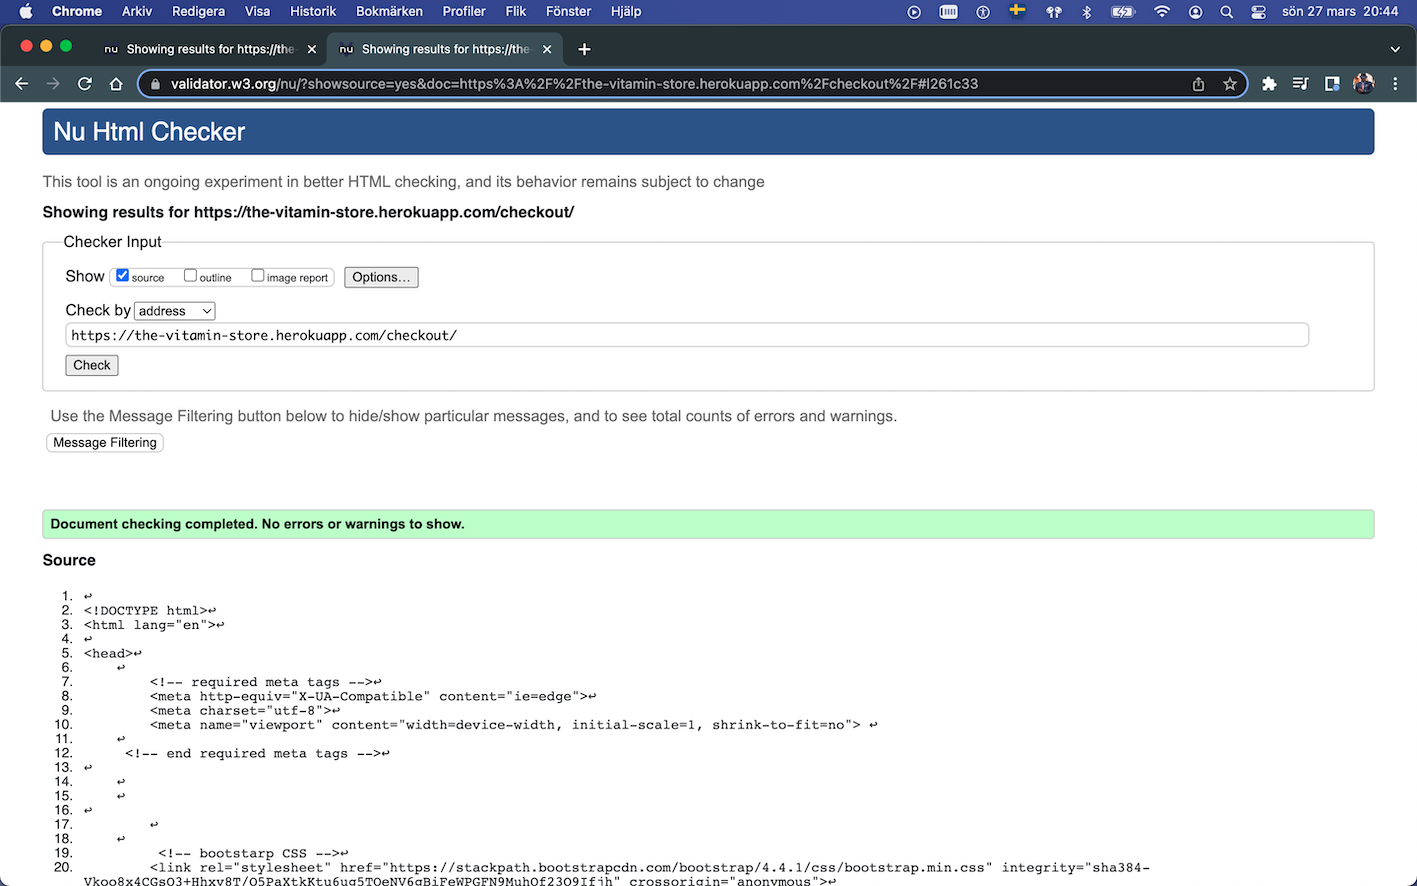 Chrome Arkiv Redigera Visa Historik Bokmärken Profiler Flik Fönster Hjälp sön 27 mars 20:44
nu Showing results for https://the- nu Showing results for https://the-
validator.w3.org/nu/?showsource=yes&doc=https%3A%2F%2Fthe-vitamin-store.herokuapp.com%2Fcheckout%2F#l261c33
Nu Html Checker
This tool is an ongoing experiment in better HTML checking, and its behavior remains subject to change
Showing results for https://the-vitamin-store.herokuapp.com/checkout/
Checker Input
Show source outline image report Options...
Check by address
https://the-vitamin-store.herokuapp.com/checkout/
Check
Use the Message Filtering button below to hide/show particular messages, and to see total counts of errors and warnings.
Message Filtering
Document checking completed. No errors or warnings to show.
Source
1. ↩
2. <!DOCTYPE html>↩
3. <html lang="en">↩
4. ↩
5. <head>↩
6. ↩
7. <!-- required meta tags -->↩
8. <meta http-equiv="X-UA-Compatible" content="ie=edge">↩
9. <meta charset="utf-8">↩
10. <meta name="viewport" content="width=device-width, initial-scale=1, shrink-to-fit=no"> ↩
11. ↩
12. <!-- end required meta tags -->↩
13. ↩
14. ↩
15. ↩
16. ↩
17. ↩
18. ↩
19. <!-- bootstarp CSS -->↩
20. <link rel="stylesheet" href="https://stackpath.bootstrapcdn.com/bootstrap/4.4.1/css/bootstrap.min.css" integrity="sha384-
Vkoo8x4CGsO3+Hhxv8T/Q5PaXtkKtu6ug5TOeNV6gBiFeWPGFN9MuhOf23Q9Ifjh" crossorigin="anonymous">↩